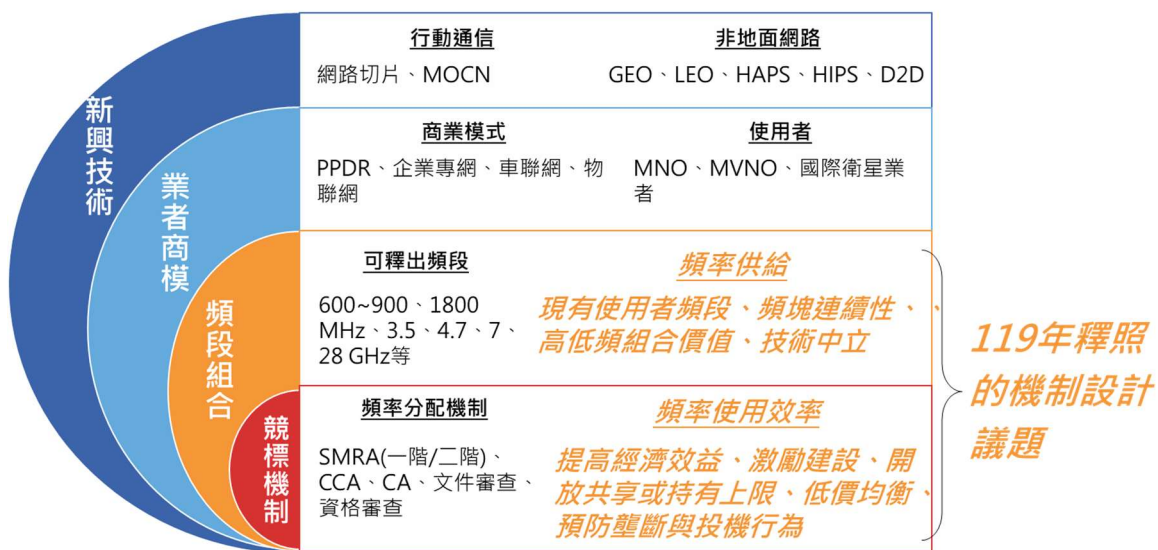 新興技術
業者商模
頻段組合
競標機制
行動通信
網路切片、MOCN
非地面網路
GEO、LEO、HAPS、HIPS、D2D
商業模式
PPDR、企業專網、車聯網、物
聯網
使用者
MNO、MVNO、國際衛星業
者
可釋出頻段
600~900、1800
MHz、3.5、4.7、7、
28 GHz等
頻率供給
現有使用者頻段、頻塊連續性、、
高低頻組合價值、技術中立
頻率分配機制
SMRA(一階/二階)、
CCA、CA、文件審查、
資格審查
頻率使用效率
提高經濟效益、激勵建設、開
放共享或持有上限、低價均衡、
預防壟斷與投機行為
119年釋照
的機制設計
議題